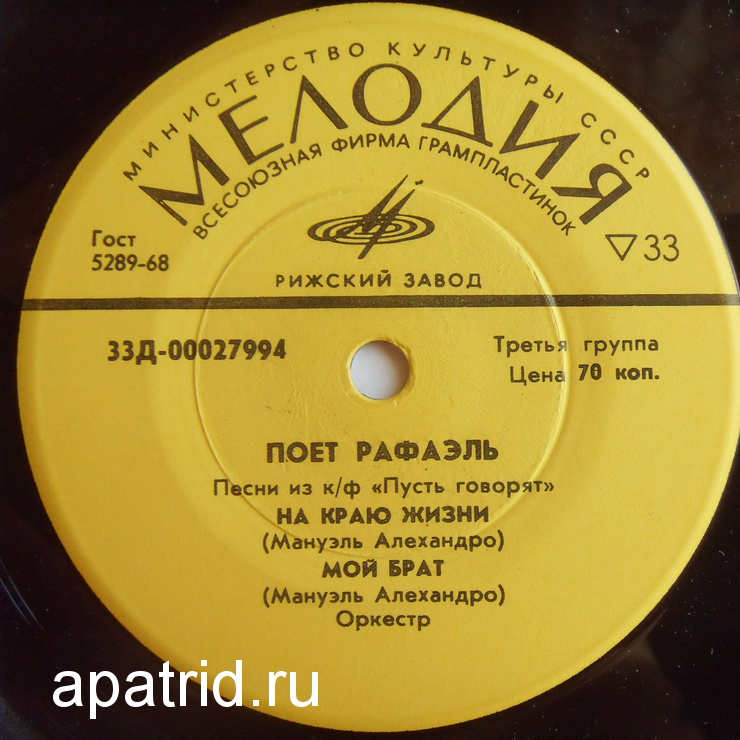 МИНИСТЕРСТВО КУЛЬТУРЫ СССР
МЕЛОДИЯ
ВСЕСОЮЗНАЯ ФИРМА ГРАМПЛАСТИНОК
Гост
5289-68
▽33
РИЖСКИЙ ЗАВОД
33Д-00027994
Третья группа
Цена 70 коп.
ПОЕТ РАФАЭЛЬ
Песни из к/ф «Пусть говорят»
НА КРАЮ ЖИЗНИ
(Мануэль Алехандро)
МОЙ БРАТ
(Мануэль Алехандро)
Оркестр
apatrid.ru